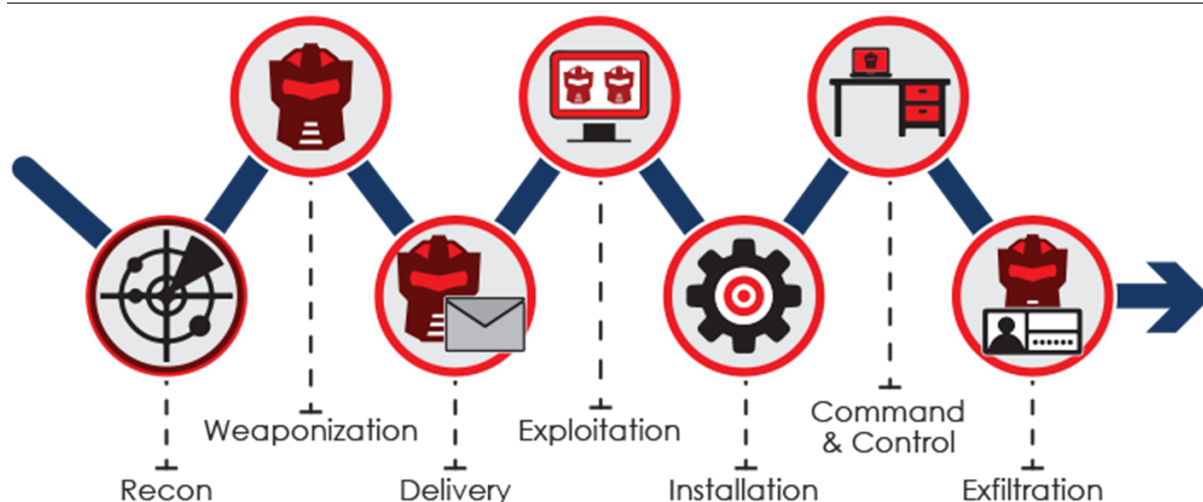 Recon
Weaponization
Delivery
Exploitation
Installation
Command
& Control
Exfiltration